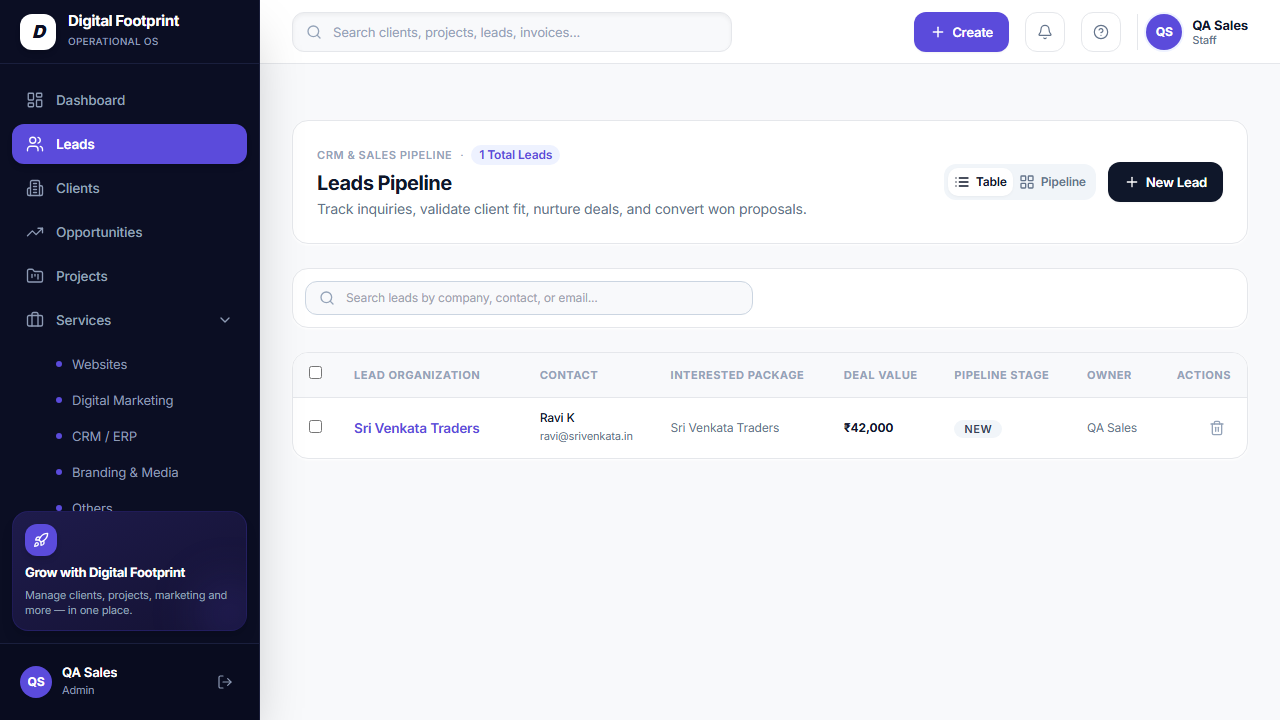 D
Digital Footprint
OPERATIONAL OS
Dashboard
Leads
Clients
Opportunities
Projects
Services
Websites
Digital Marketing
CRM / ERP
Branding & Media
Others
Grow with Digital Footprint
Manage clients, projects, marketing and
more — in one place.
QS
QA Sales
Admin
Search clients, projects, leads, invoices...
Create
QS
QA Sales
Staff
CRM & SALES PIPELINE · 1 Total Leads
Leads Pipeline
Track inquiries, validate client fit, nurture deals, and convert won proposals.
Table
Pipeline
New Lead
Search leads by company, contact, or email...
LEAD ORGANIZATION CONTACT INTERESTED PACKAGE DEAL VALUE PIPELINE STAGE OWNER ACTIONS
Sri Venkata Traders
Ravi K
ravi@srivenkata.in
Sri Venkata Traders
₹42,000
NEW
QA Sales